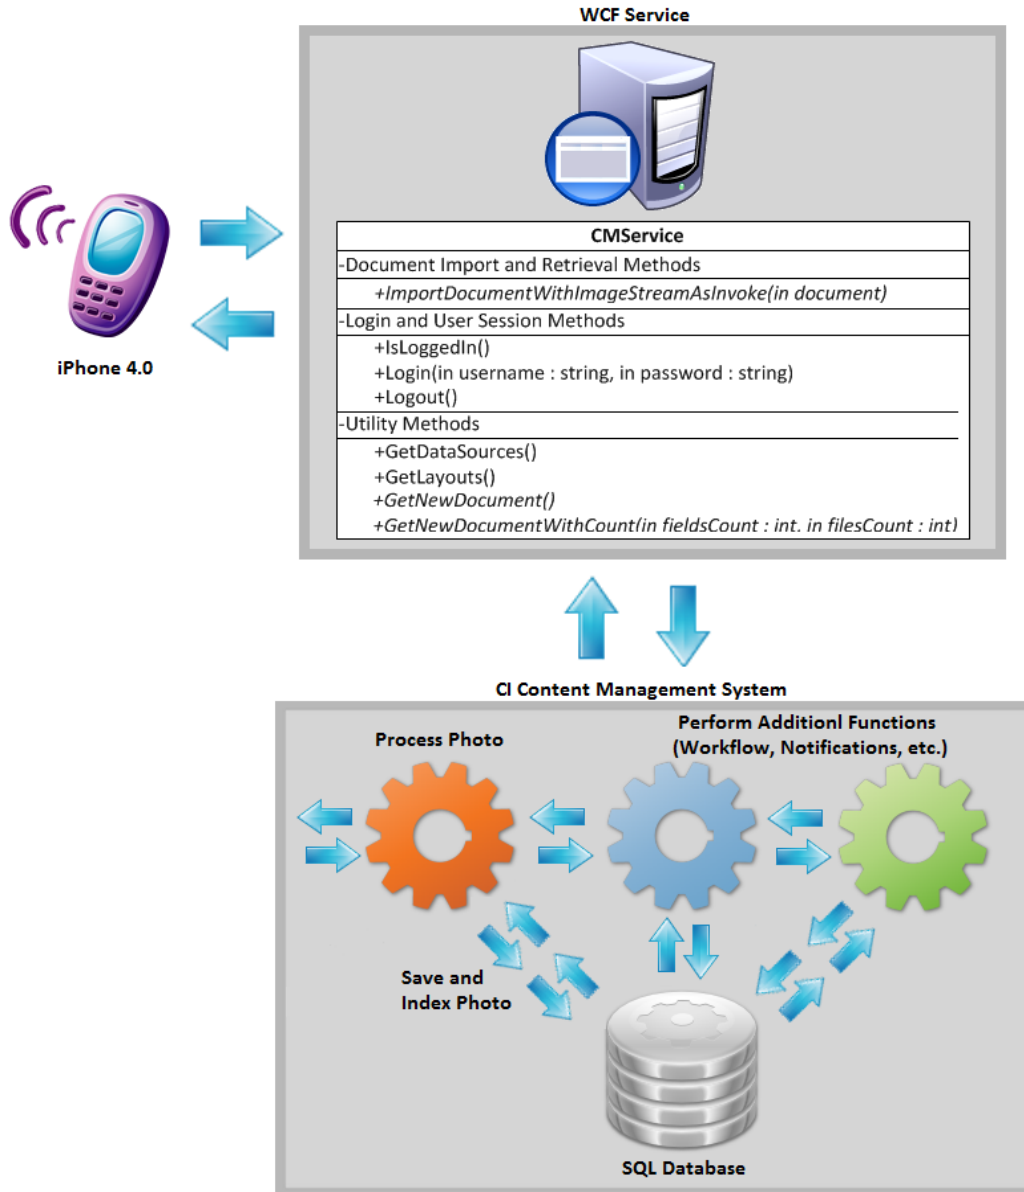 WCF Service
CMService
-Document Import and Retrieval Methods
+ImportDocumentWithImageStreamAsInvoke(in document)
-Login and User Session Methods
+IsLoggedIn()
+Login(in username : string, in password : string)
+Logout()
-Utility Methods
+GetDataSources()
+GetLayouts()
+GetNewDocument()
+GetNewDocumentWithCount(in fieldsCount : int, in filesCount : int)
iPhone 4.0
CI Content Management System
Process Photo
Perform Additionl Functions
(Workflow, Notifications, etc.)
Save and
Index Photo
SQL Database